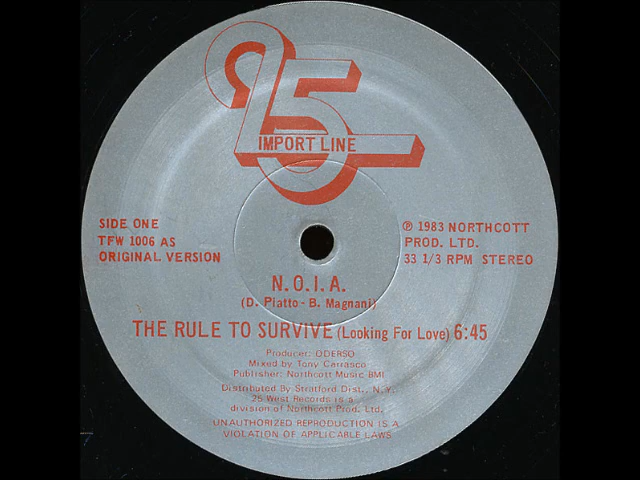 25
IMPORT LINE
SIDE ONE
TFW 1006 AS
ORIGINAL VERSION
℗ 1983 NORTHCOTT
PROD. LTD.
33 1/3 RPM STEREO
N.O.I.A.
(D. Piatto - B. Magnani)
THE RULE TO SURVIVE (Looking For Love) 6:45
Producer: ODERSO
Mixed by Tony Carrasco
Publisher: Northcott Music BMI
Distributed By Stratford Dist., N.Y.
25 West Records is a
division of Northcott Prod. Ltd.
UNAUTHORIZED REPRODUCTION IS A
VIOLATION OF APPLICABLE LAWS